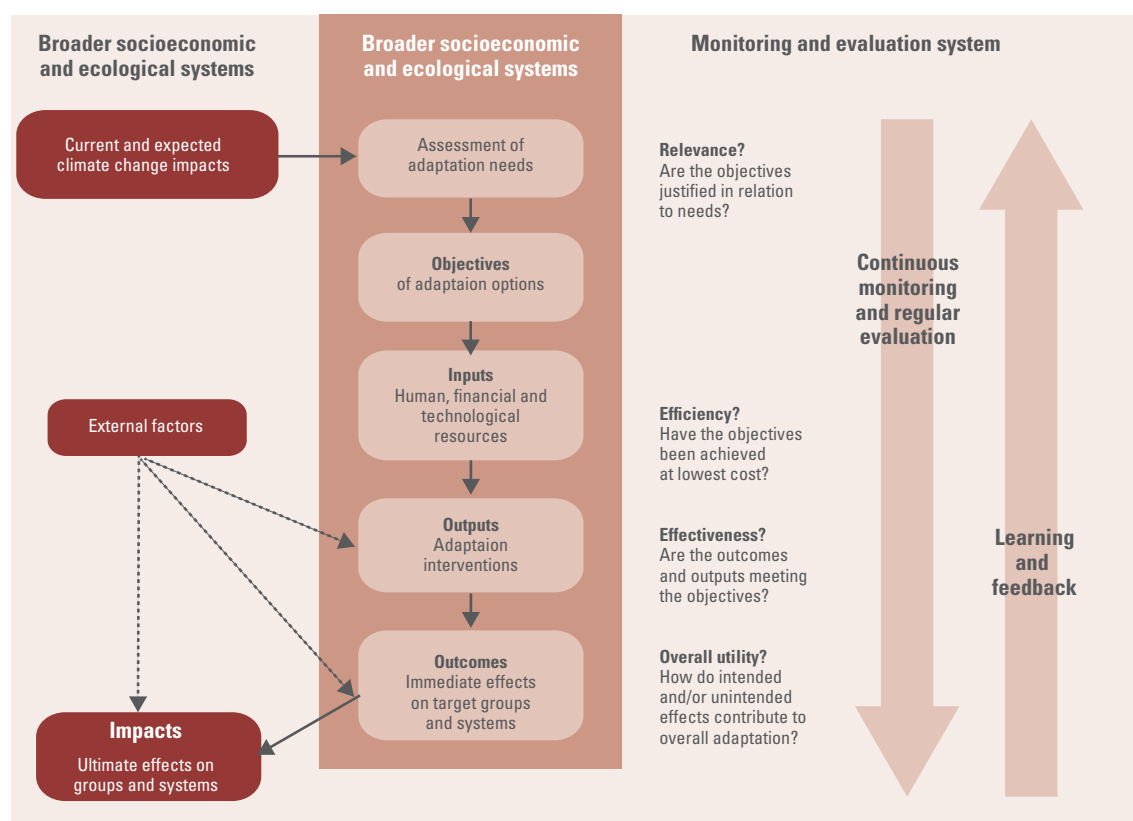 Broader socioeconomic
and ecological systems
Broader socioeconomic
and ecological systems
Monitoring and evaluation system
Current and expected
climate change impacts
Assessment of
adaptation needs
Relevance?
Are the objectives
justified in relation
to needs?
Objectives
of adaptaion options
Continuous
monitoring
and regular
evaluation
Inputs
Human, financial and
technological
resources
External factors
Efficiency?
Have the objectives
been achieved
at lowest cost?
Outputs
Adaptaion
interventions
Effectiveness?
Are the outcomes
and outputs meeting
the objectives?
Learning
and
feedback
Outcomes
Immediate effects
on target groups
and systems
Overall utility?
How do intended
and/or unintended
effects contribute to
overall adaptation?
Impacts
Ultimate effects on
groups and systems